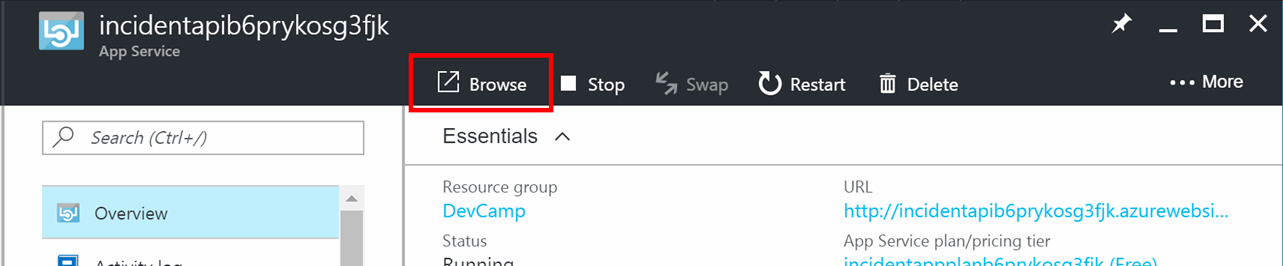 incidentapib6prykosg3fjk
App Service
Browse
Stop
Swap
Restart
Delete
More
Search (Ctrl+/)
Essentials
Resource group
URL
DevCamp
http://incidentapib6prykosg3fjk.azurewebsi...
Overview
Status
App Service plan/pricing tier
Activity log
Running
incidentappplanb6prykosg3fjk (Free)